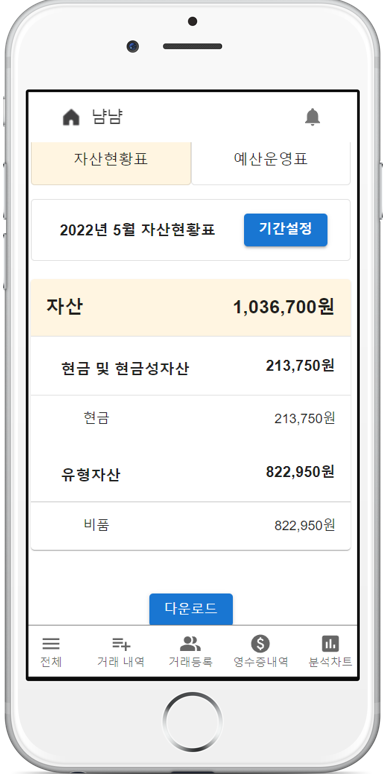 냠냠
자산현황표 예산운영표
2022년 5월 자산현황표 기간설정
자산 1,036,700원
현금 및 현금성자산 213,750원
현금 213,750원
유형자산 822,950원
비품 822,950원
다운로드
전체 거래 내역 거래등록 영수증내역 분석차트